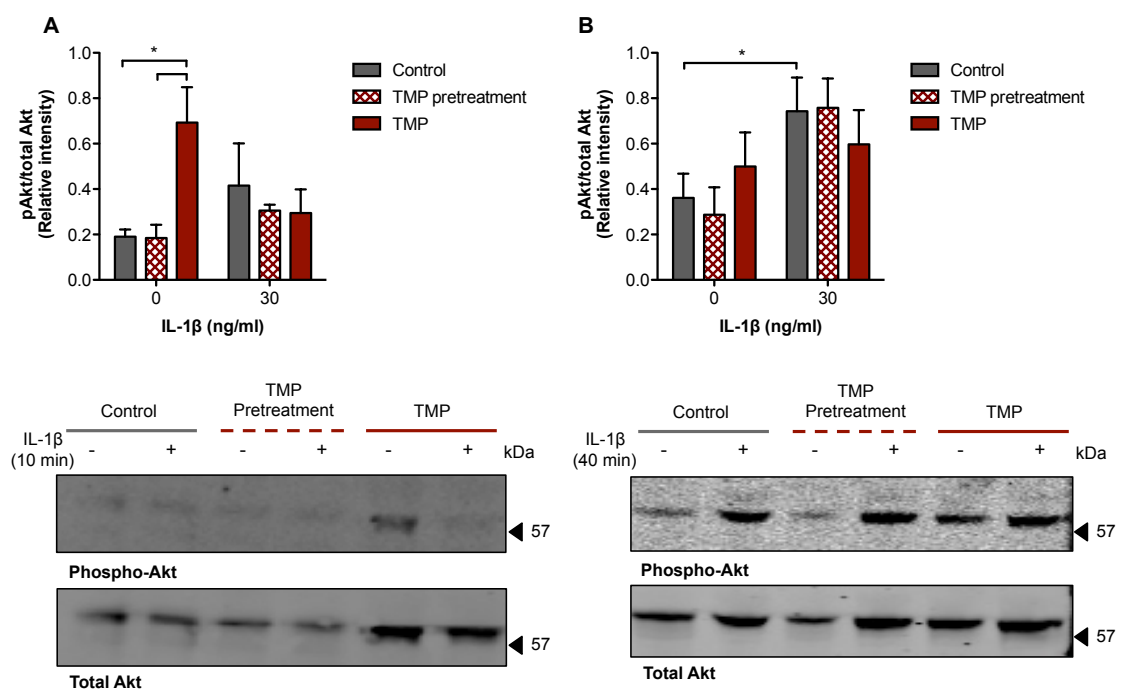 A
*
1.0
0.8
0.6
0.4
0.2
0.0
pAkt/total Akt
(Relative intensity)
0
30
IL-1β (ng/ml)
Control
TMP pretreatment
TMP
B
*
1.0
0.8
0.6
0.4
0.2
0.0
pAkt/total Akt
(Relative intensity)
0
30
IL-1β (ng/ml)
Control
TMP pretreatment
TMP
Control
TMP
Pretreatment
TMP
IL-1β
(10 min)
- + - + - + kDa
57
Phospho-Akt
57
Total Akt
Control
TMP
Pretreatment
TMP
IL-1β
(40 min)
- + - + - + kDa
57
Phospho-Akt
57
Total Akt